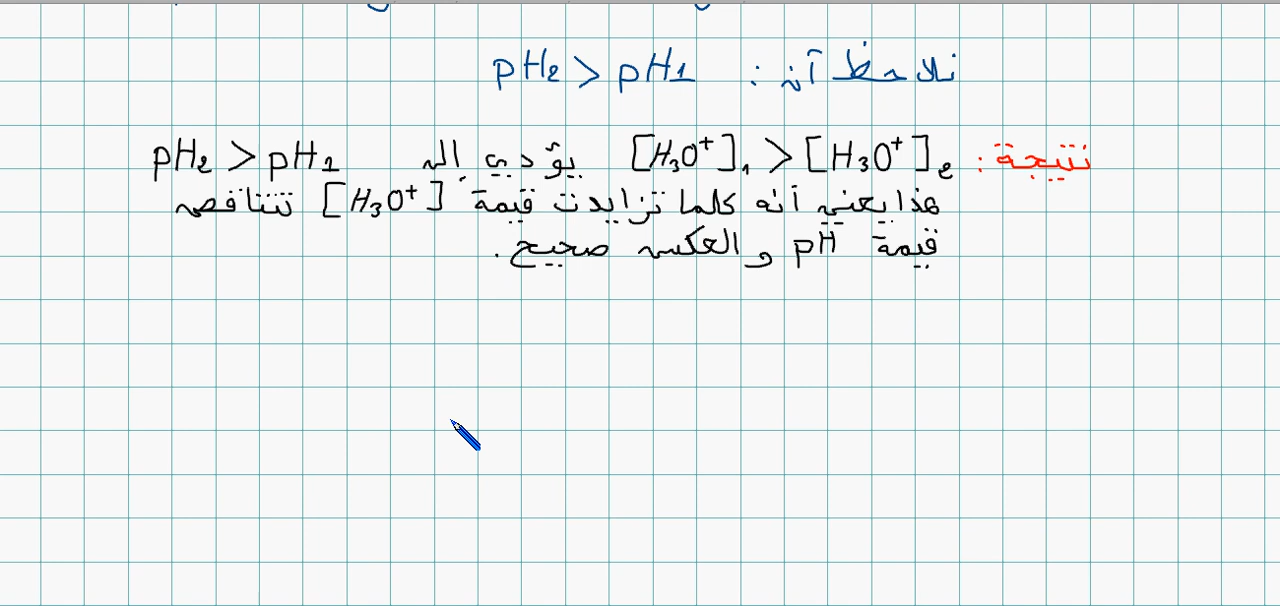 نلاحظ أن : pH₂ > pH₁
نتيجة : [H₃O⁺]₁ > [H₃O⁺]₂ يؤدي إلى pH₂ > pH₁
هذا يعني أنه كلما تزايدت قيمة [H₃O⁺] تتناقص
قيمة pH والعكس صحيح.